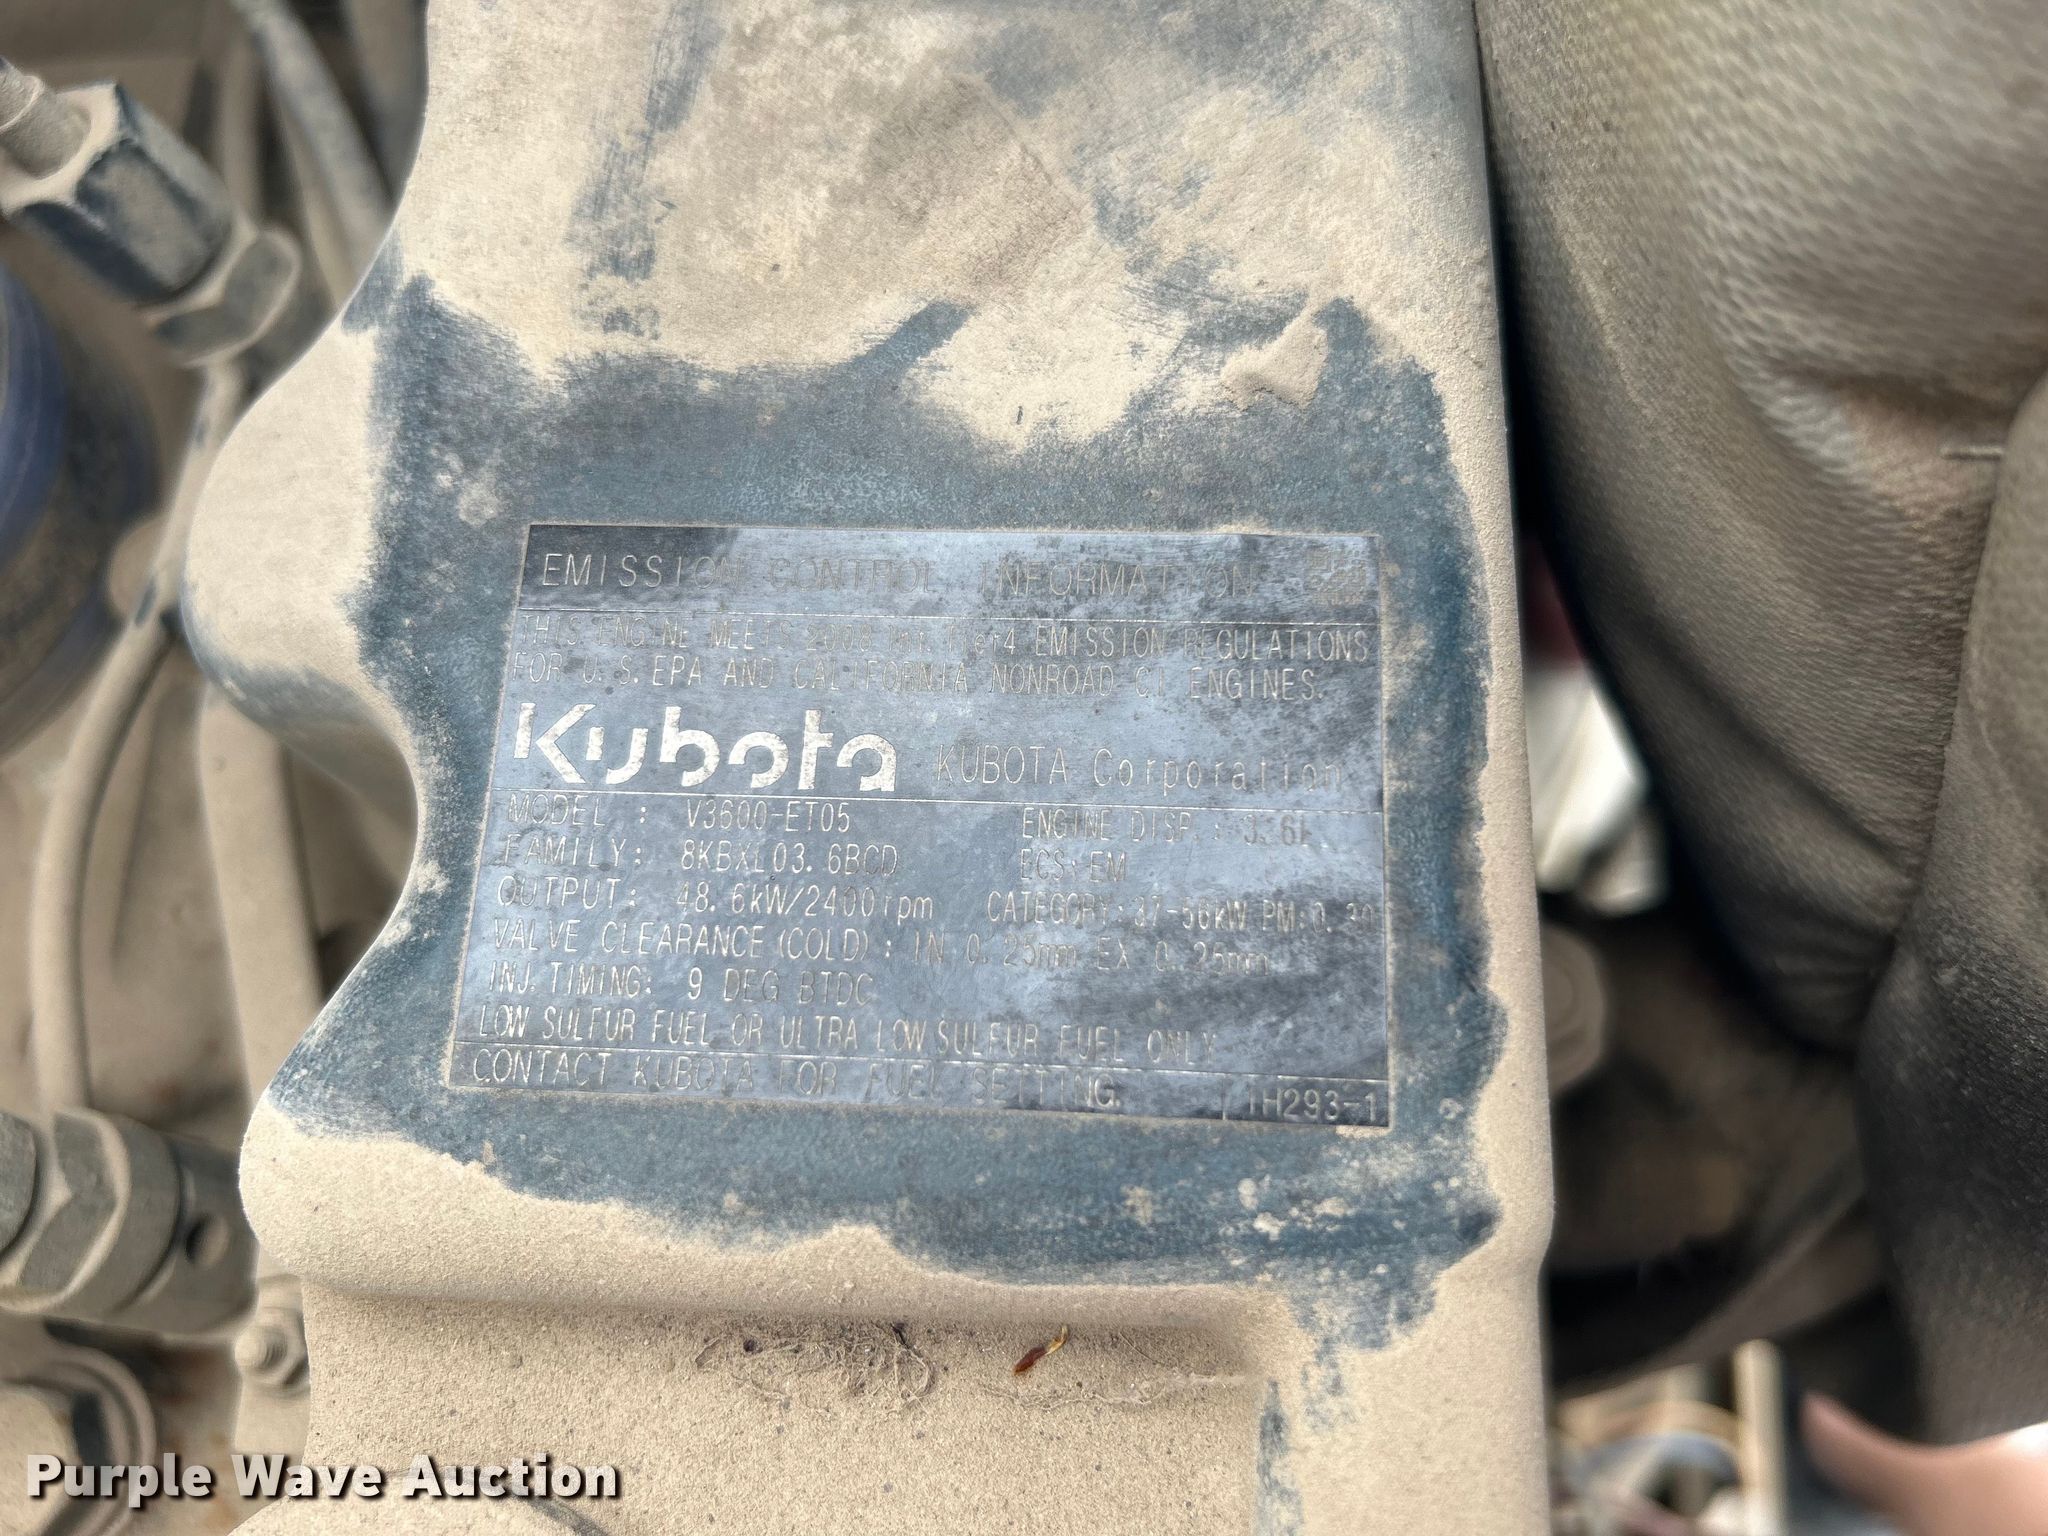 EMISSION CONTROL INFORMATION
THIS ENGINE MEETS 2008 Int. Tier4 EMISSION REGULATIONS
FOR U. S. EPA AND CALIFORNIA NONROAD CI ENGINES.
Kubota KUBOTA Corporation
MODEL : V3600-ET05 ENGINE DISP.:
FAMILY: 8KBXL03. 6BCD ECS: EM
OUTPUT: 48. 6kW/2400rpm CATEGORY: 37-56kW PM:0. 30
VALVE CLEARANCE (COLD) : IN 0. 25mm EX 0. 25mm
INJ. TIMING: 9 DEG BTDC
LOW SULFUR FUEL OR ULTRA LOW SULFUR FUEL ONLY
CONTACT KUBOTA FOR FUEL SETTING. 1H293-1
Purple Wave Auction